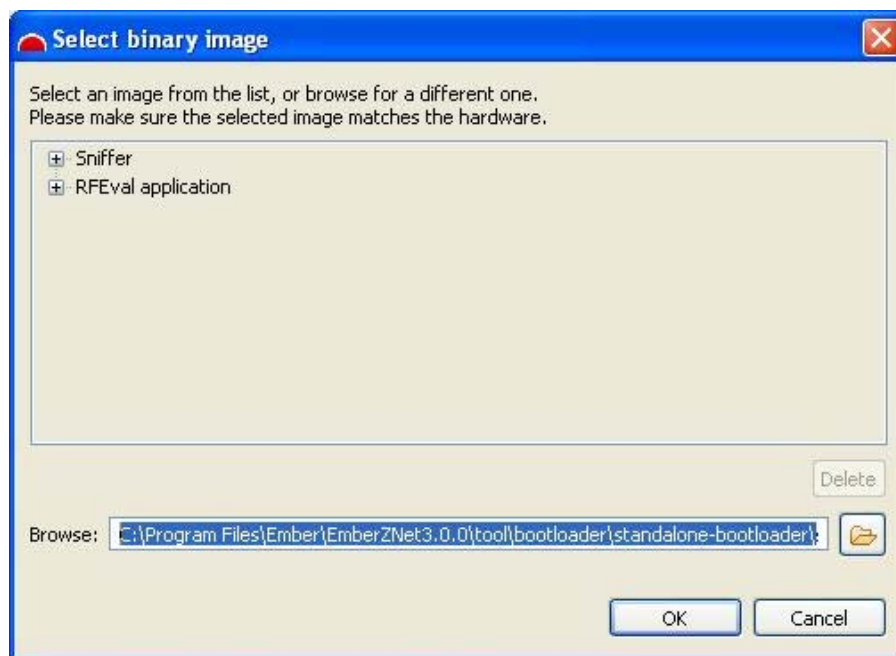 Select binary image
Select an image from the list, or browse for a different one.
Please make sure the selected image matches the hardware.
Sniffer
RFEval application
Delete
Browse: C:\Program Files\Ember\EmberZNet3.0.0\tool\bootloader\standalone-bootloader\
OK Cancel